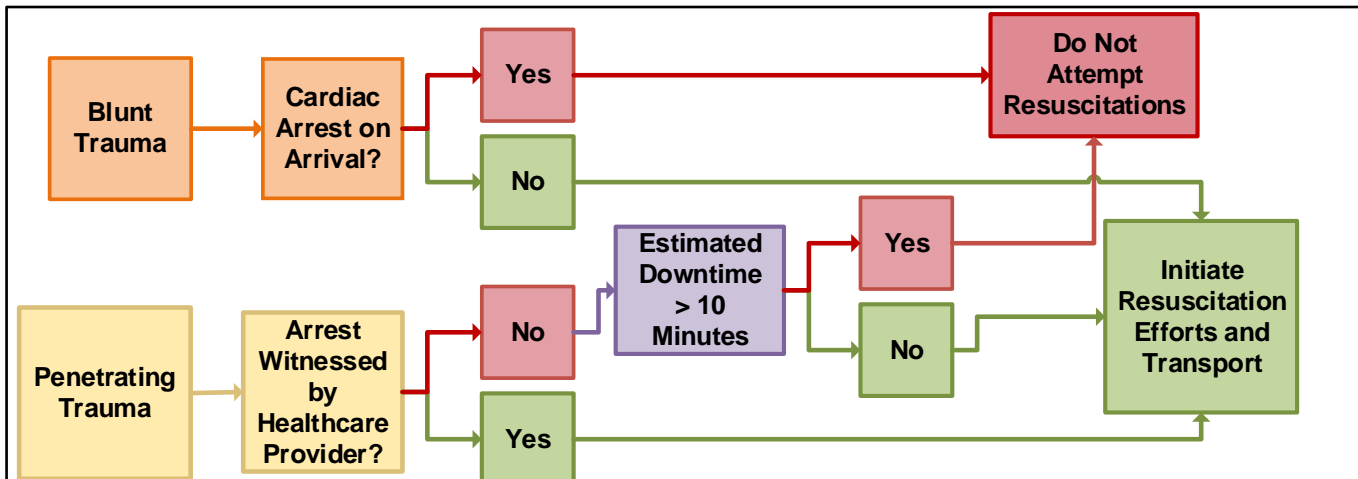 Blunt
Trauma
Cardiac
Arrest on
Arrival?
Yes
No
Do Not
Attempt
Resuscitations
Penetrating
Trauma
Arrest
Witnessed
by
Healthcare
Provider?
No
Yes
Estimated
Downtime
> 10
Minutes
Yes
No
Initiate
Resuscitation
Efforts and
Transport